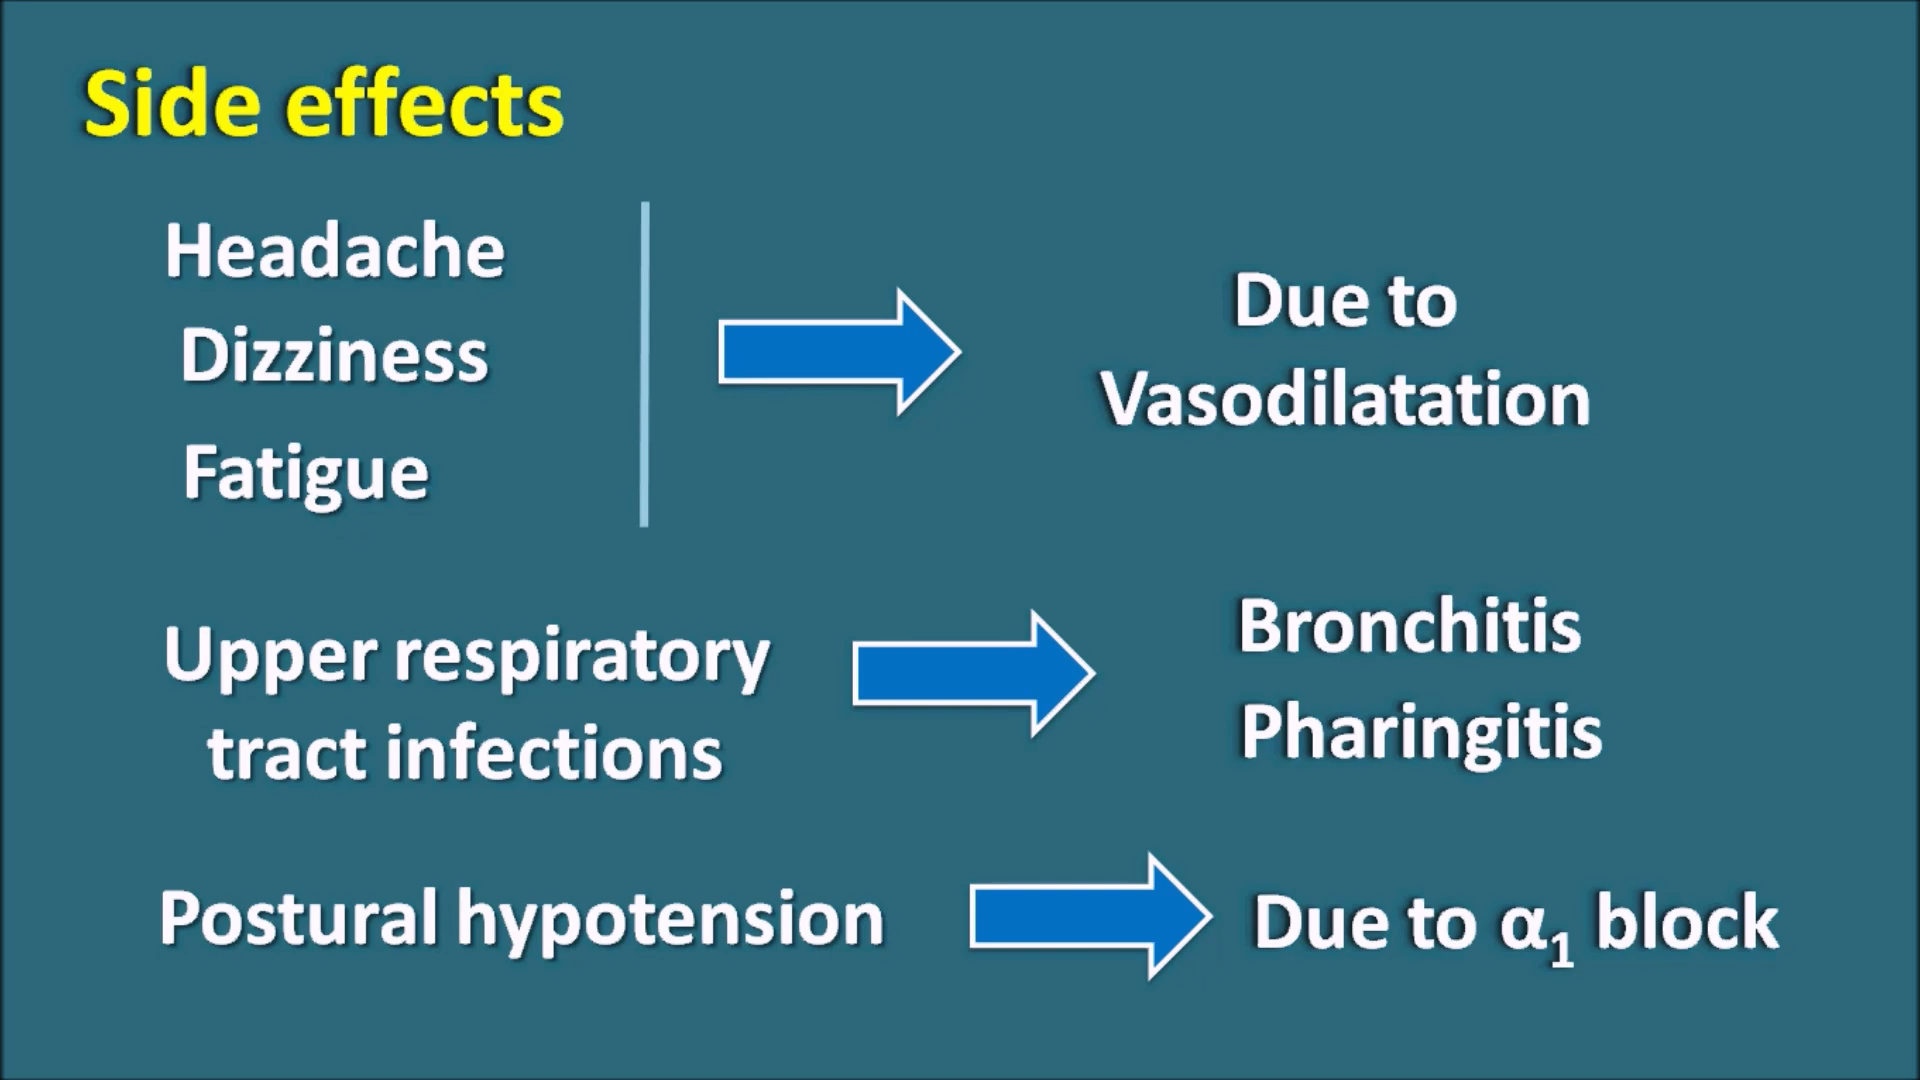 Side effects
Headache
Dizziness
Fatigue
Due to
Vasodilatation
Upper respiratory
tract infections
Bronchitis
Pharingitis
Postural hypotension
Due to α₁ block